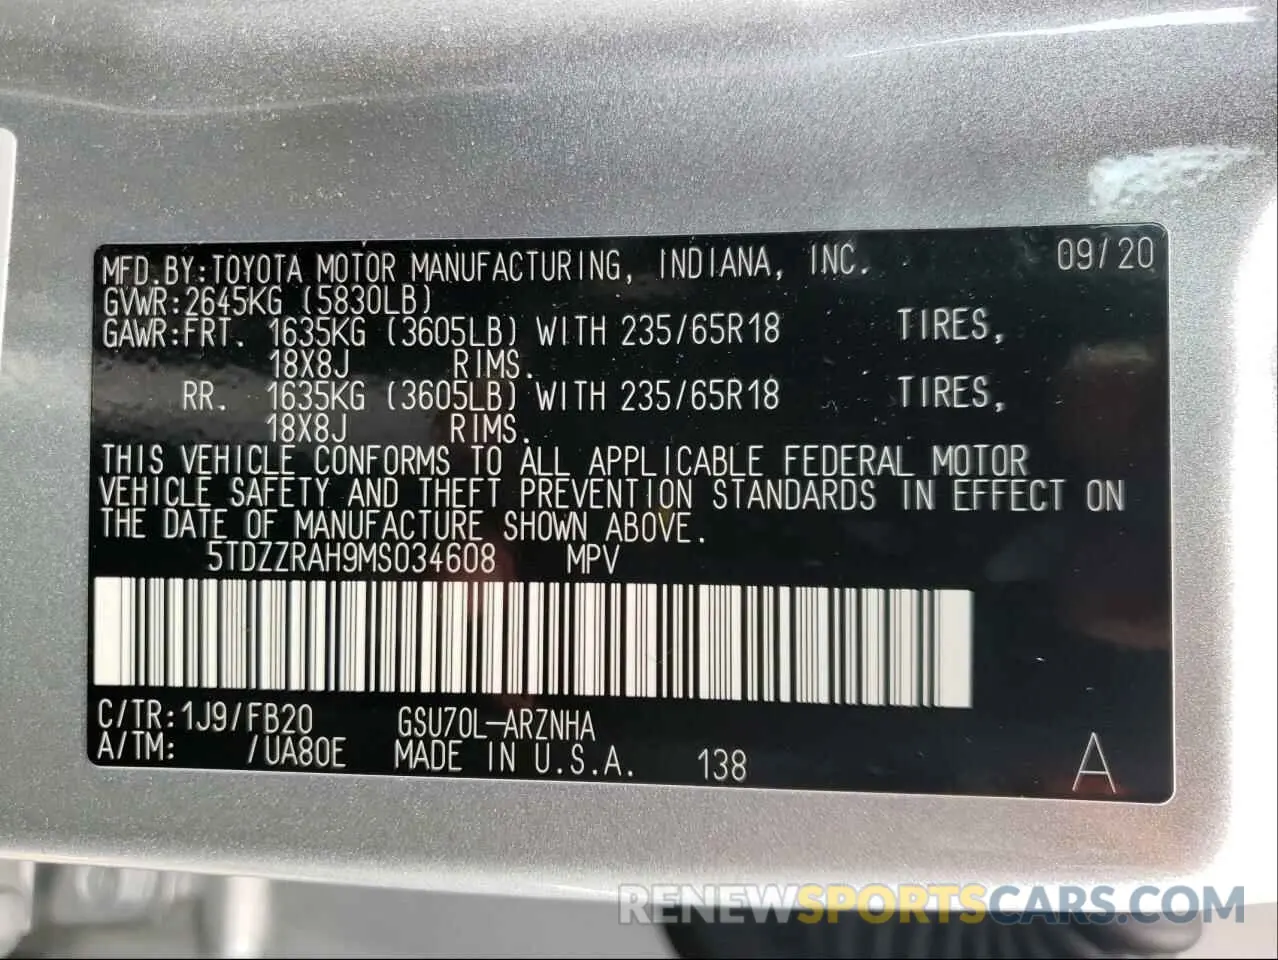 MFD.BY:TOYOTA MOTOR MANUFACTURING, INDIANA, INC. 09/20
GVWR:2645KG (5830LB)
GAWR:FRT. 1635KG (3605LB) WITH 235/65R18 TIRES,
18X8J RIMS.
RR. 1635KG (3605LB) WITH 235/65R18 TIRES,
18X8J RIMS.
THIS VEHICLE CONFORMS TO ALL APPLICABLE FEDERAL MOTOR
VEHICLE SAFETY AND THEFT PREVENTION STANDARDS IN EFFECT ON
THE DATE OF MANUFACTURE SHOWN ABOVE.
5TDZZRAH9MS034608 MPV
C/TR:1J9/FB20 GSU70L-ARZNHA
A/TM: /UA80E MADE IN U.S.A. 138 A
RENEWSPORTSCARS.COM